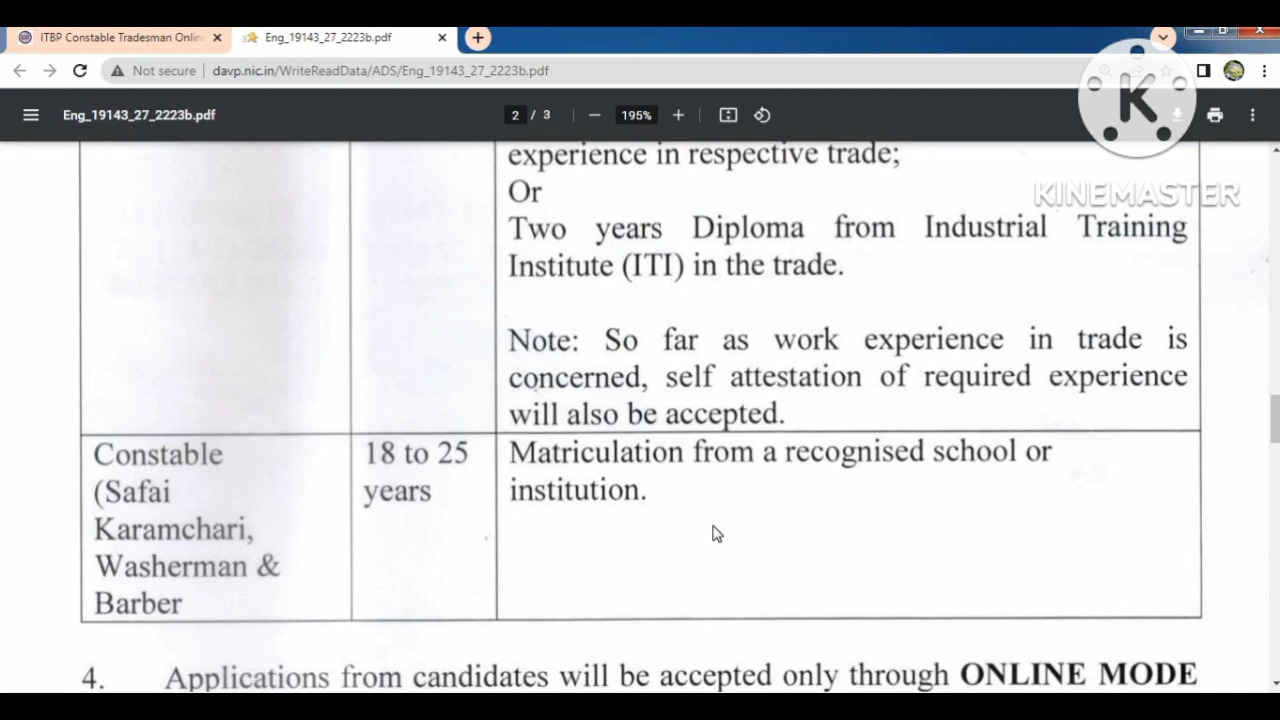 ITBP Constable Tradesman Onlin
Eng_19143_27_2223b.pdf
Not secure
davp.nic.in/WriteReadData/ADS/Eng_19143_27_2223b.pdf
Eng_19143_27_2223b.pdf
2 / 3
195%
K
KINEMASTER
experience in respective trade;
Or
Two years Diploma from Industrial Training
Institute (ITI) in the trade.
Note: So far as work experience in trade is
concerned, self attestation of required experience
will also be accepted.
Constable
(Safai
Karamchari,
Washerman &
Barber
18 to 25
years
Matriculation from a recognised school or
institution.
4. Applications from candidates will be accepted only through ONLINE MODE